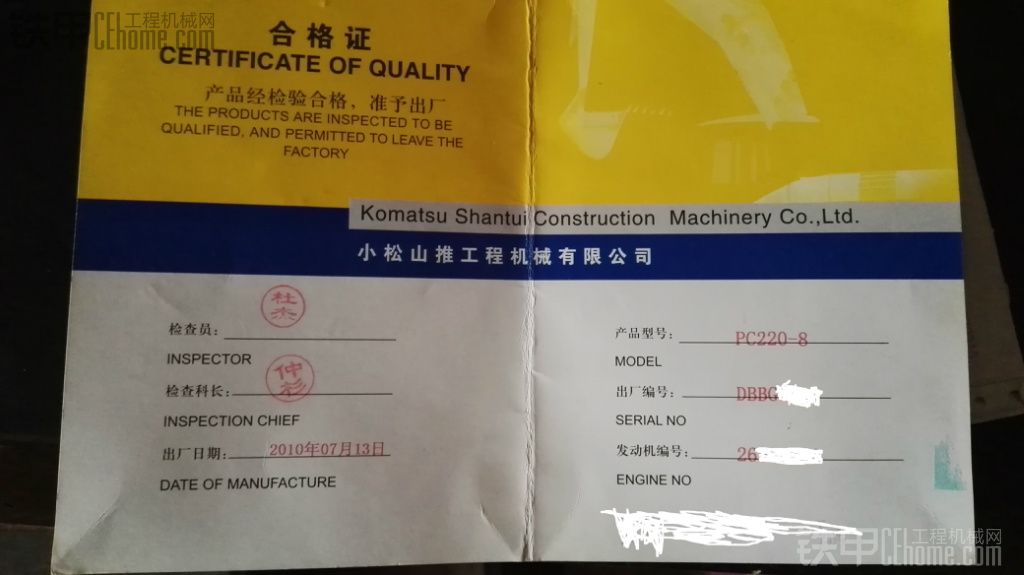 铁甲 工程机械网
CEhome.com
合格证
CERTIFICATE OF QUALITY
产品经检验合格，准予出厂
THE PRODUCTS ARE INSPECTED TO BE
QUALIFIED, AND PERMITTED TO LEAVE THE
FACTORY
Komatsu Shantui Construction Machinery Co.,Ltd.
小松山推工程机械有限公司
杜杰
检查员:
INSPECTOR
仲彩
检查科长:
INSPECTION CHIEF
出厂日期: 2010年07月13日
DATE OF MANUFACTURE
产品型号: PC220-8
MODEL
出厂编号: DBBG
SERIAL NO
发动机编号: 26
ENGINE NO
铁甲 工程机械网
CEhome.com